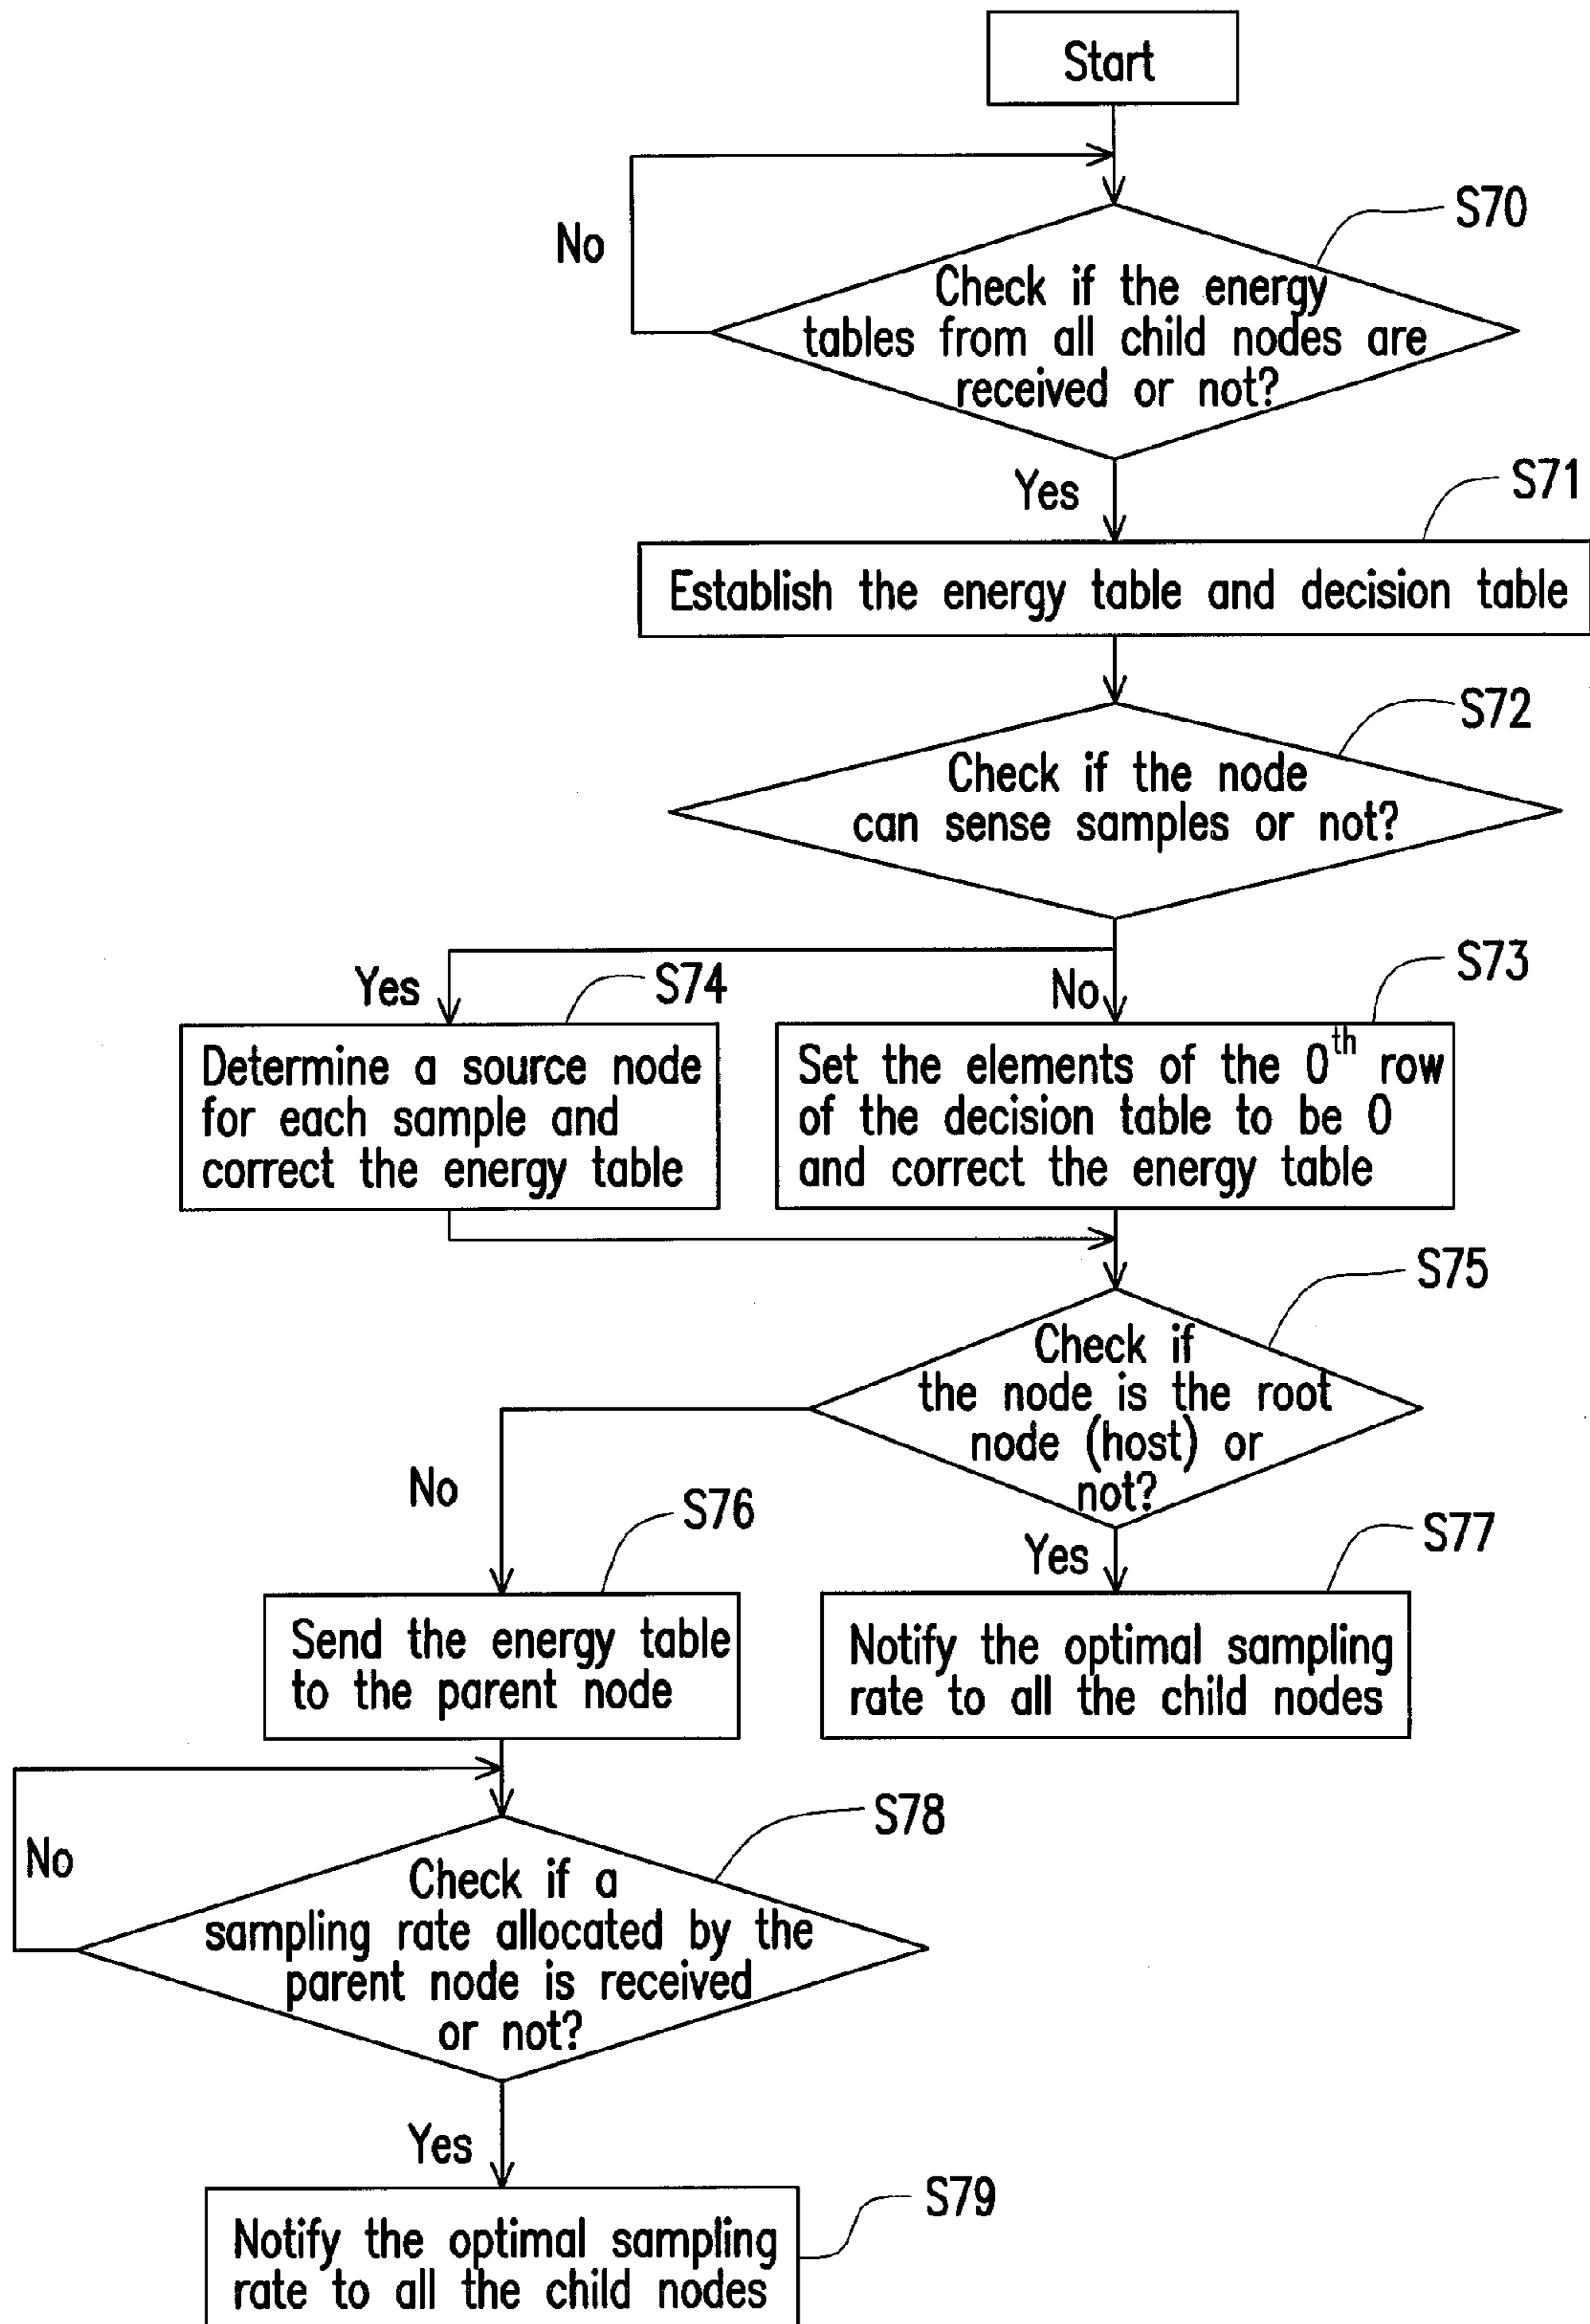 Start
No
S70
Check if the energy
tables from all child nodes are
received or not?
Yes
S71
Establish the energy table and decision table
S72
Check if the node
can sense samples or not?
Yes
S74
No
S73
Determine a source node
for each sample and
correct the energy table
Set the elements of the 0th row
of the decision table to be 0
and correct the energy table
S75
Check if
the node is the root
node (host) or
not?
No
S76
Yes
S77
Send the energy table
to the parent node
Notify the optimal sampling
rate to all the child nodes
No
S78
Check if a
sampling rate allocated by the
parent node is received
or not?
Yes
S79
Notify the optimal sampling
rate to all the child nodes